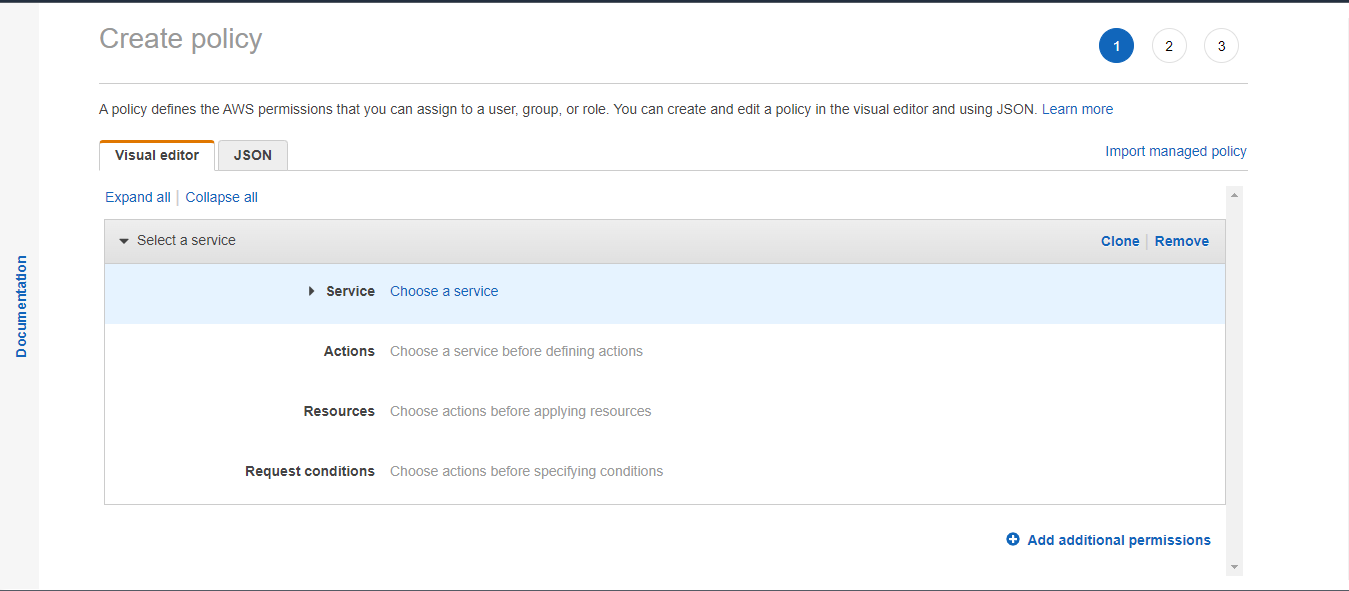 Create policy
1 2 3
A policy defines the AWS permissions that you can assign to a user, group, or role. You can create and edit a policy in the visual editor and using JSON. Learn more
Visual editor JSON Import managed policy
Expand all Collapse all
Select a service Clone Remove
Service Choose a service
Actions Choose a service before defining actions
Resources Choose actions before applying resources
Request conditions Choose actions before specifying conditions
Add additional permissions
Documentation